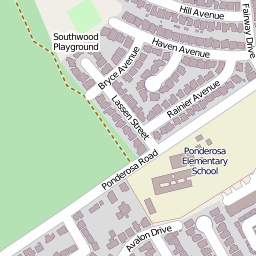 Hill Avenue
Fairway Drive
Southwood
Playground
Haven Avenue
Bryce Avenue
Lassen Street
Rainier Avenue
Ponderosa Road
Ponderosa
Elementary
School
Avalon Drive